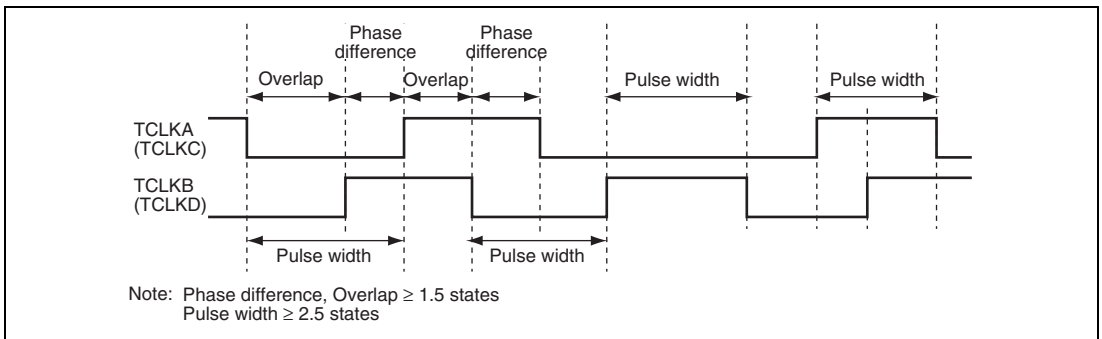 Phase
difference
Phase
difference
Overlap
Overlap
Pulse width
Pulse width
TCLKA
(TCLKC)
TCLKB
(TCLKD)
Pulse width
Pulse width
Note: Phase difference, Overlap ≥ 1.5 states
Pulse width ≥ 2.5 states